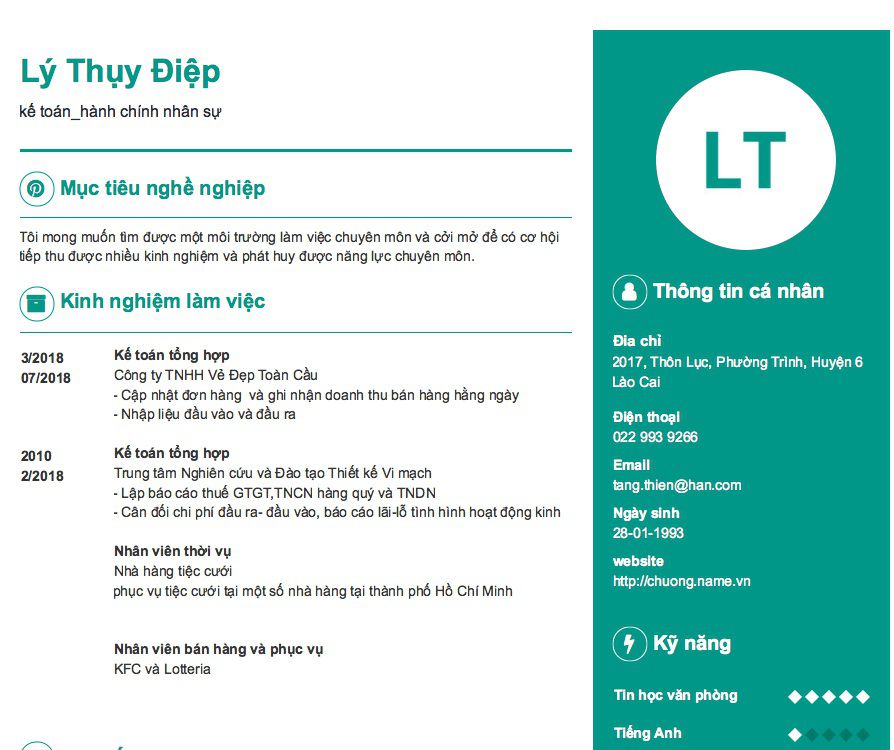 Lý Thụy Điệp
kế toán_hành chính nhân sự
Mục tiêu nghề nghiệp
Tôi mong muốn tìm được một môi trường làm việc chuyên môn và cởi mở để có cơ hội
tiếp thu được nhiều kinh nghiệm và phát huy được năng lực chuyên môn.
Kinh nghiệm làm việc
3/2018
07/2018
Kế toán tổng hợp
Công ty TNHH Vẻ Đẹp Toàn Cầu
- Cập nhật đơn hàng và ghi nhận doanh thu bán hàng hằng ngày
- Nhập liệu đầu vào và đầu ra
2010
2/2018
Kế toán tổng hợp
Trung tâm Nghiên cứu và Đào tạo Thiết kế Vi mạch
- Lập báo cáo thuế GTGT,TNCN hàng quý và TNDN
- Cân đối chi phí đầu ra- đầu vào, báo cáo lãi-lỗ tình hình hoạt động kinh
Nhân viên thời vụ
Nhà hàng tiệc cưới
phục vụ tiệc cưới tại một số nhà hàng tại thành phố Hồ Chí Minh
Nhân viên bán hàng và phục vụ
KFC và Lotteria
LT
Thông tin cá nhân
Địa chỉ
2017, Thôn Lục, Phường Trình, Huyện 6
Lào Cai
Điện thoại
022 993 9266
Email
tang.thien@han.com
Ngày sinh
28-01-1993
website
http://chuong.name.vn
Kỹ năng
Tin học văn phòng
Tiếng Anh